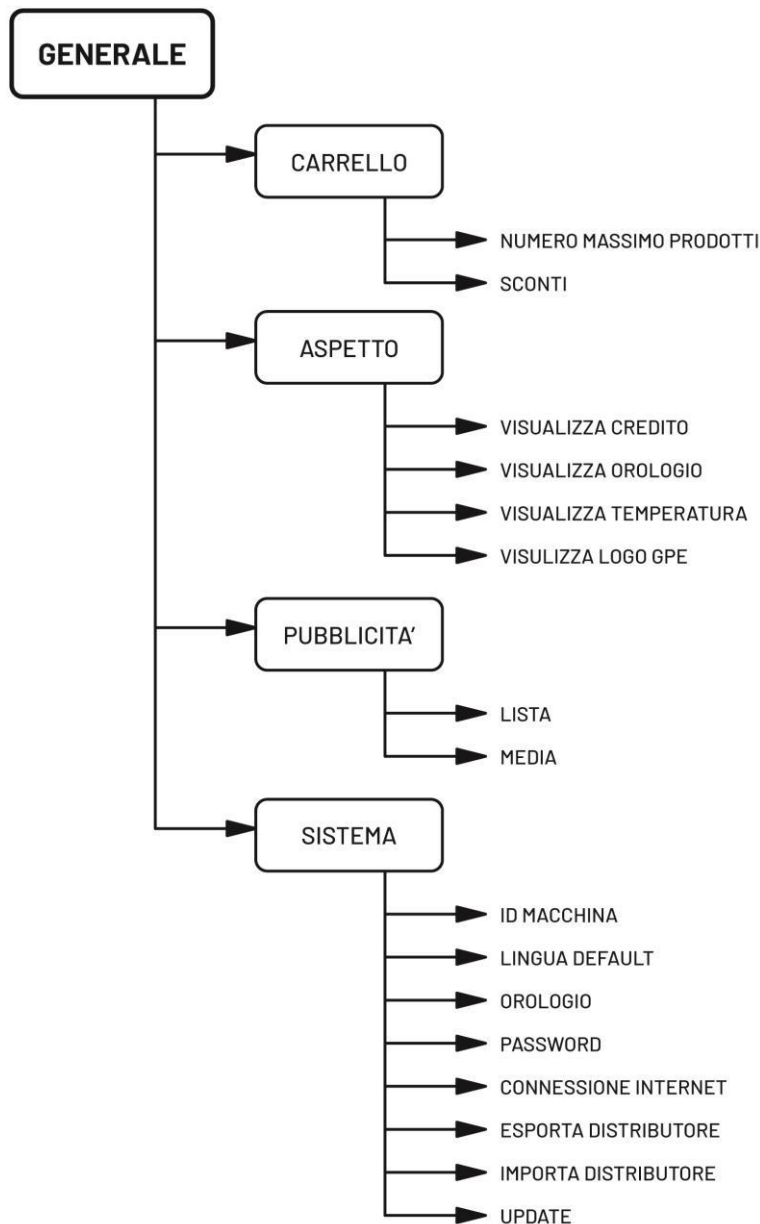 GENERALE
CARRELLO
NUMERO MASSIMO PRODOTTI
SCONTI
ASPETTO
VISUALIZZA CREDITO
VISUALIZZA OROLOGIO
VISUALIZZA TEMPERATURA
VISULIZZA LOGO GPE
PUBBLICITA'
LISTA
MEDIA
SISTEMA
ID MACCHINA
LINGUA DEFAULT
OROLOGIO
PASSWORD
CONNESSIONE INTERNET
ESPORTA DISTRIBUTORE
IMPORTA DISTRIBUTORE
UPDATE